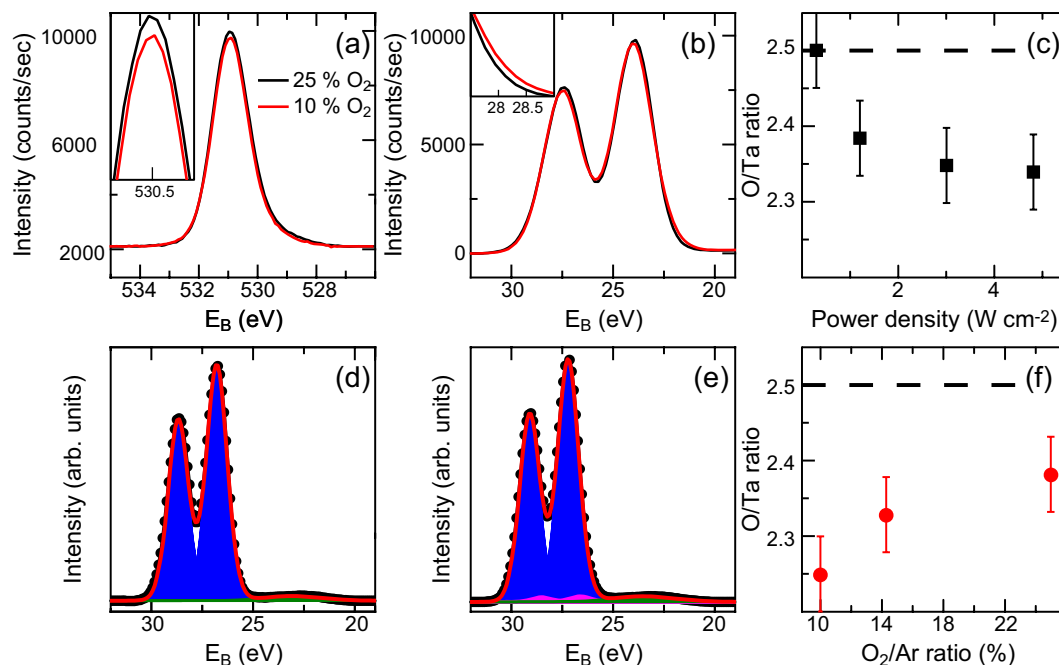 (a)
25 % O2
10 % O2
10000
6000
2000
Intensity (counts/sec)
530.5
534
532
530
528
EB (eV)
(b)
10000
5000
0
Intensity (counts/sec)
28
28.5
30
25
20
EB (eV)
(c)
2.5
2.4
2.3
O/Ta ratio
2
4
Power density (W cm-2)
(d)
Intensity (arb. units)
30
25
20
EB (eV)
(e)
Intensity (arb. units)
30
25
20
EB (eV)
(f)
2.5
2.4
2.3
O/Ta ratio
10
14
18
22
O2/Ar ratio (%)